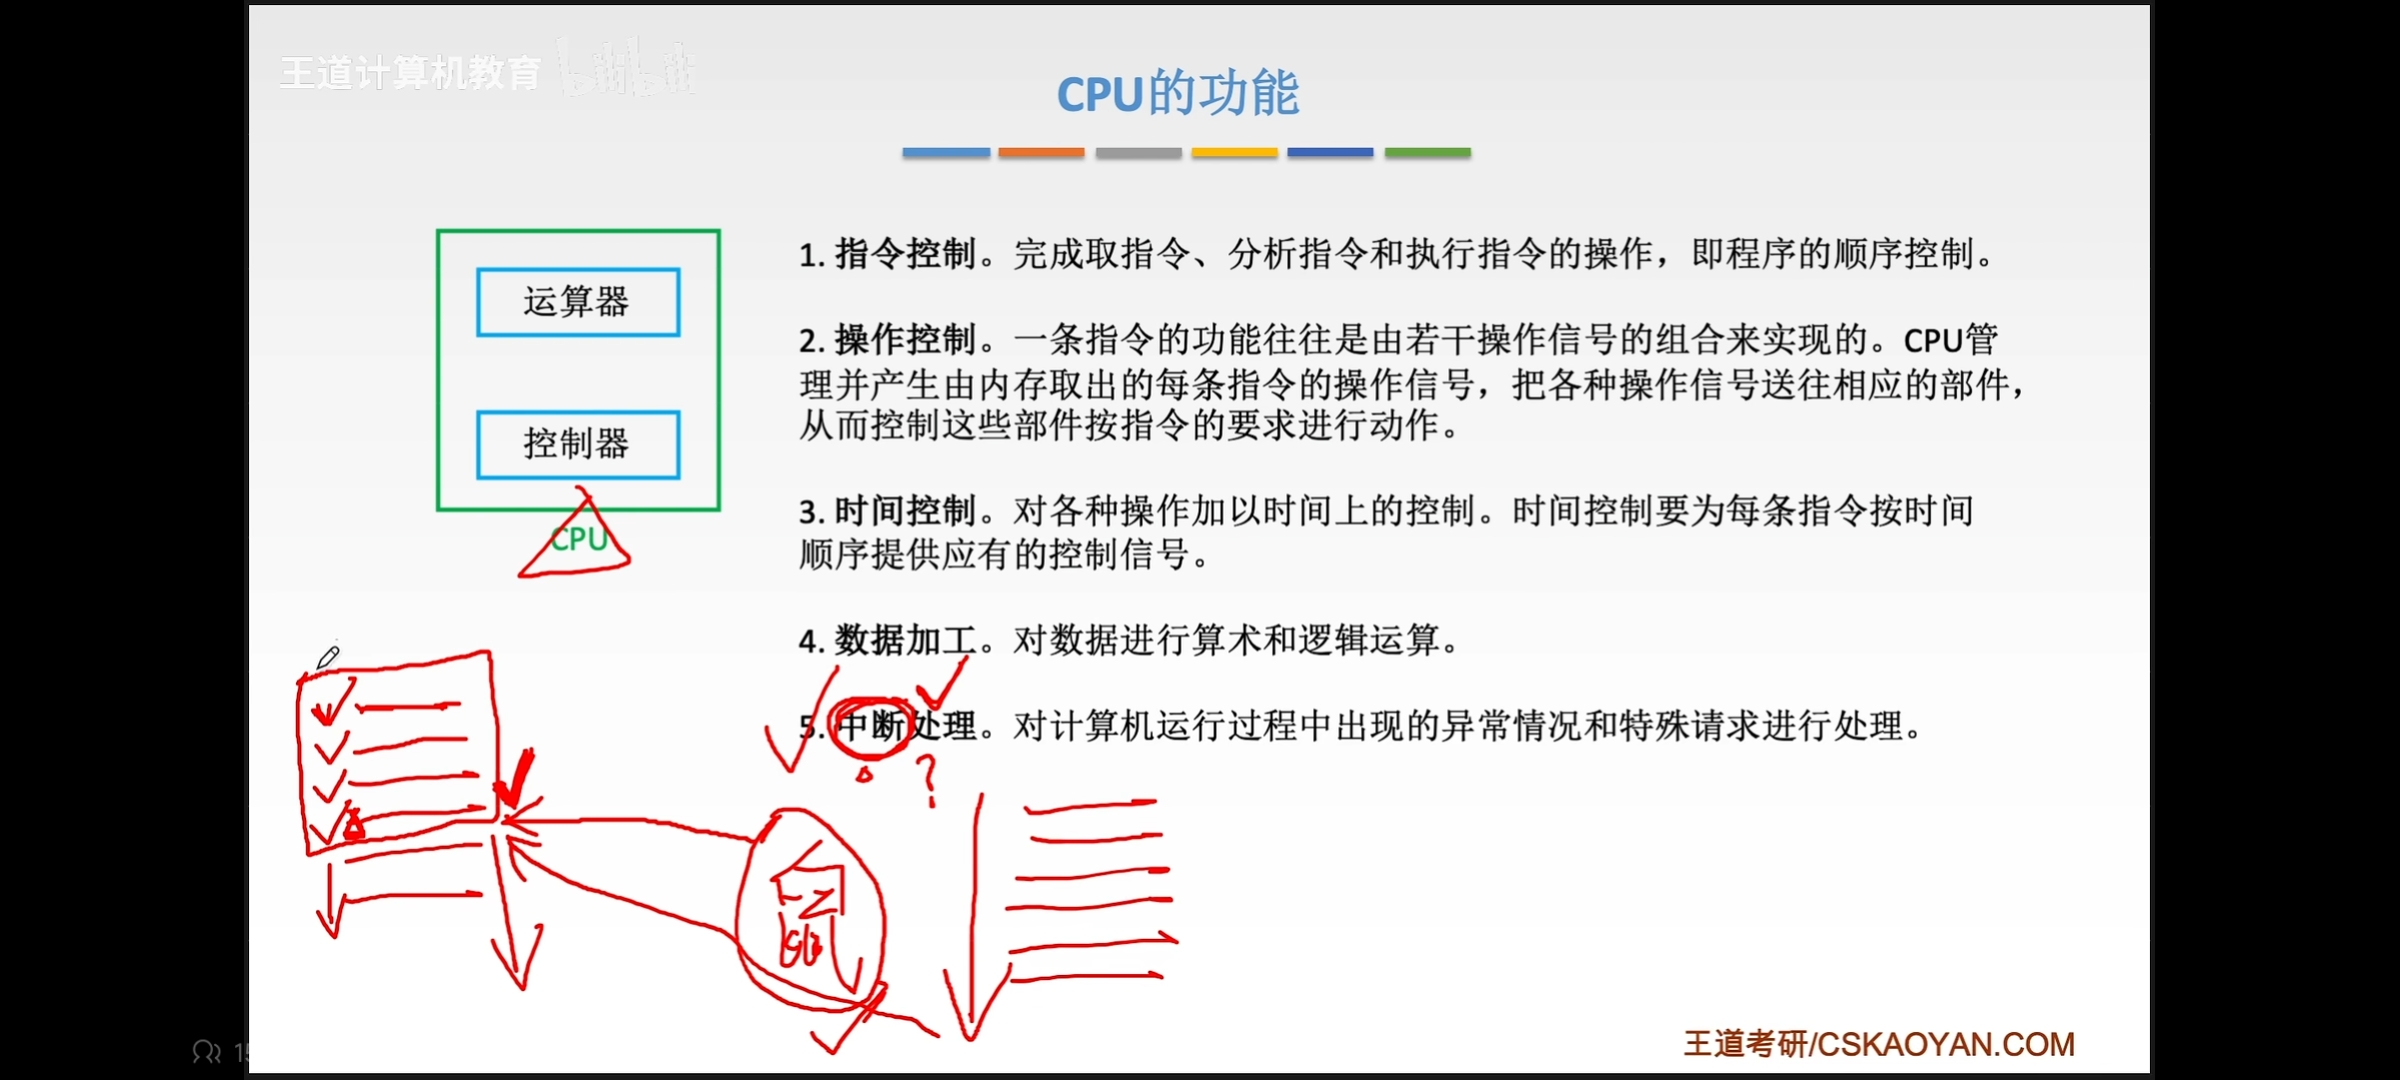 王道计算机教育 bilibili
CPU的功能
运算器
控制器
CPU
1. 指令控制。完成取指令、分析指令和执行指令的操作，即程序的顺序控制。
2. 操作控制。一条指令的功能往往是由若干操作信号的组合来实现的。CPU管
理并产生由内存取出的每条指令的操作信号，把各种操作信号送往相应的部件，
从而控制这些部件按指令的要求进行动作。
3. 时间控制。对各种操作加以时间上的控制。时间控制要为每条指令按时间
顺序提供应有的控制信号。
4. 数据加工。对数据进行算术和逻辑运算。
5. 中断处理。对计算机运行过程中出现的异常情况和特殊请求进行处理。
?
王道考研/CSKAOYAN.COM